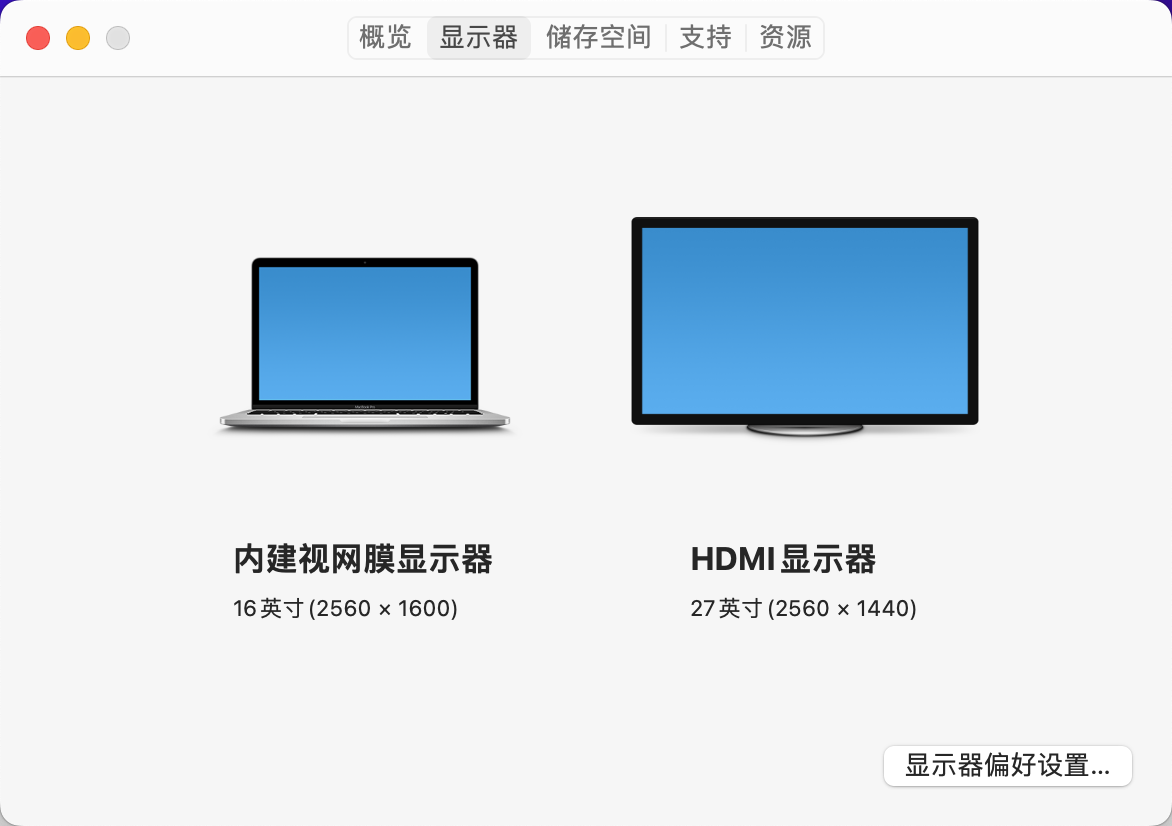 概览 显示器 储存空间 支持 资源
内建视网膜显示器
16英寸 (2560 × 1600)
HDMI显示器
27英寸 (2560 × 1440)
显示器偏好设置...